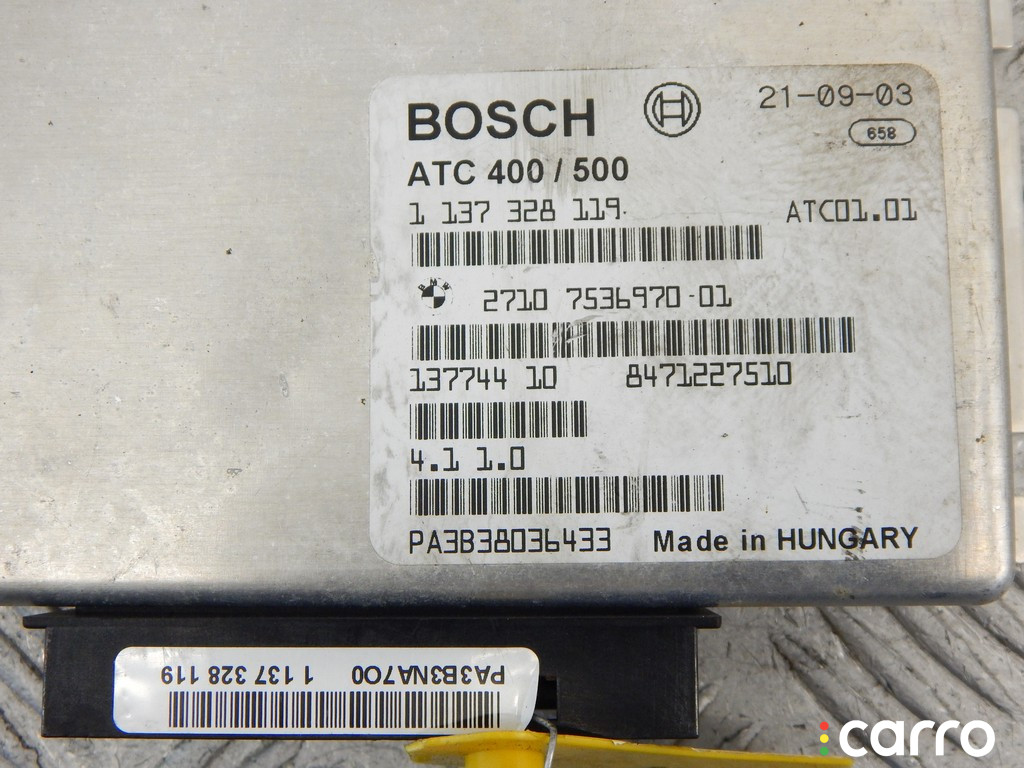 BOSCH 21-09-03
658
ATC 400 / 500
1 137 328 119 ATC01.01
BMW 2710 7536970-01
137744 10 8471227510
4.1 1.0
PA3B38036433 Made in HUNGARY
PA3B3NA700 1 137 328 119
carro